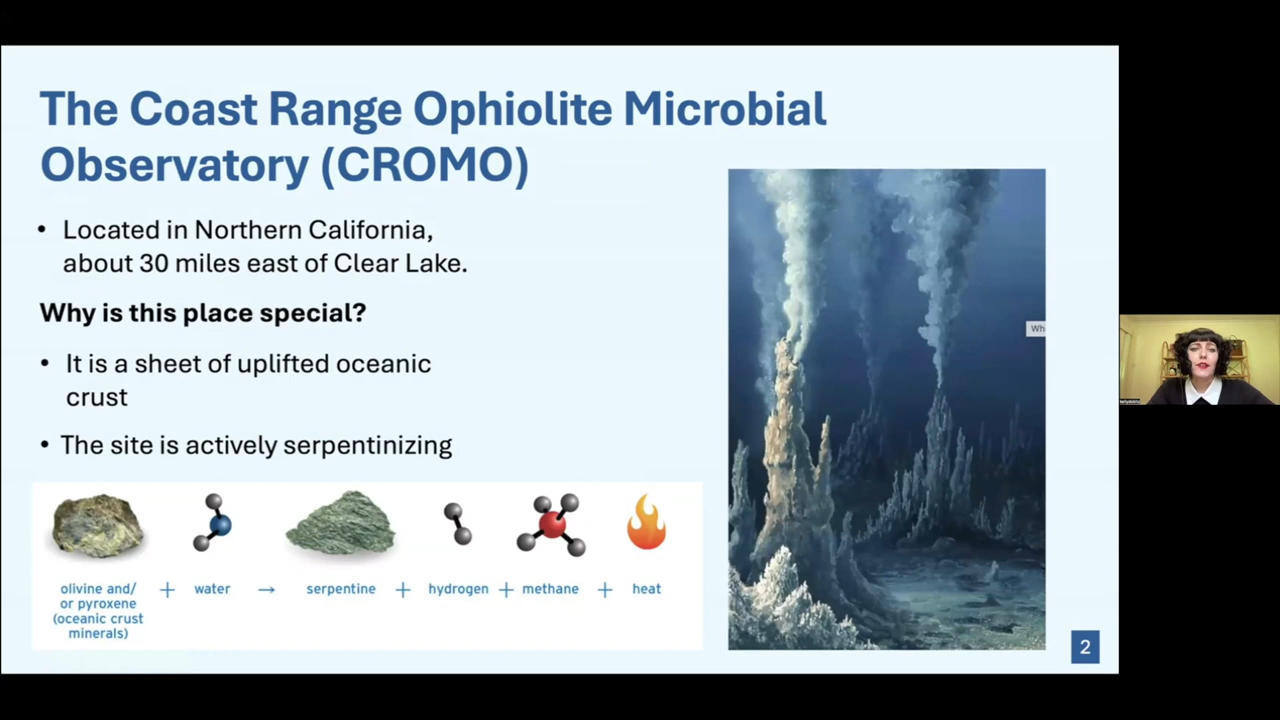 The Coast Range Ophiolite Microbial
Observatory (CROMO)
• Located in Northern California,
about 30 miles east of Clear Lake.
Why is this place special?
• It is a sheet of uplifted oceanic
crust
• The site is actively serpentinizing
olivine and/
or pyroxene
(oceanic crust
minerals)
+ water → serpentine + hydrogen + methane + heat
Wh
2